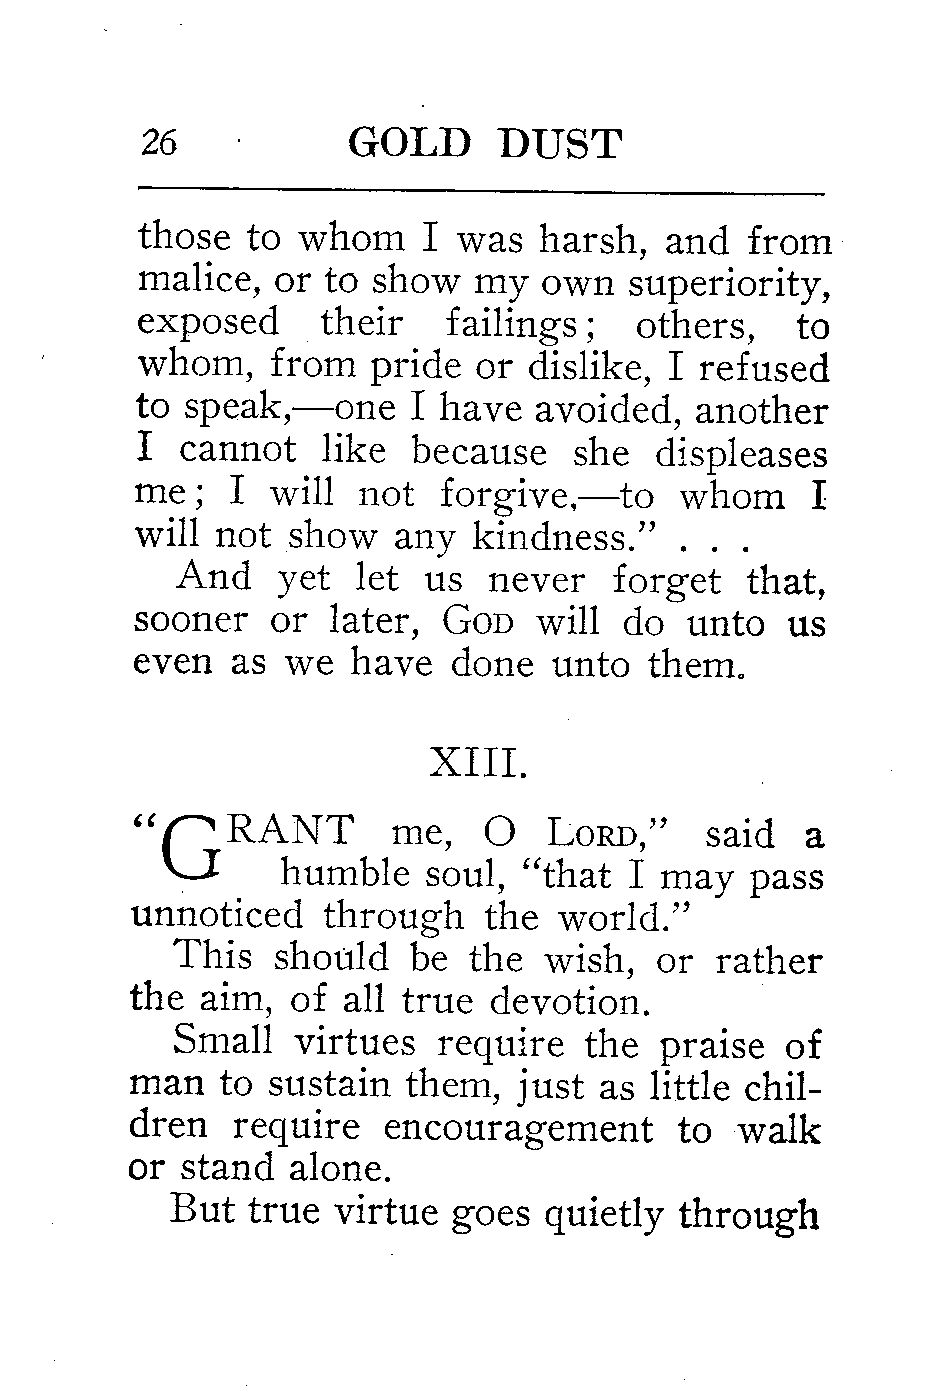 26 GOLD DUST
those to whom I was harsh, and from
malice, or to show my own superiority,
exposed their failings; others, to
whom, from pride or dislike, I refused
to speak,—one I have avoided, another
I cannot like because she displeases
me; I will not forgive,—to whom I
will not show any kindness." . . .
And yet let us never forget that,
sooner or later, GOD will do unto us
even as we have done unto them.
XIII.
"GRANT me, O LORD," said a
humble soul, "that I may pass
unnoticed through the world."
This should be the wish, or rather
the aim, of all true devotion.
Small virtues require the praise of
man to sustain them, just as little chil-
dren require encouragement to walk
or stand alone.
But true virtue goes quietly through